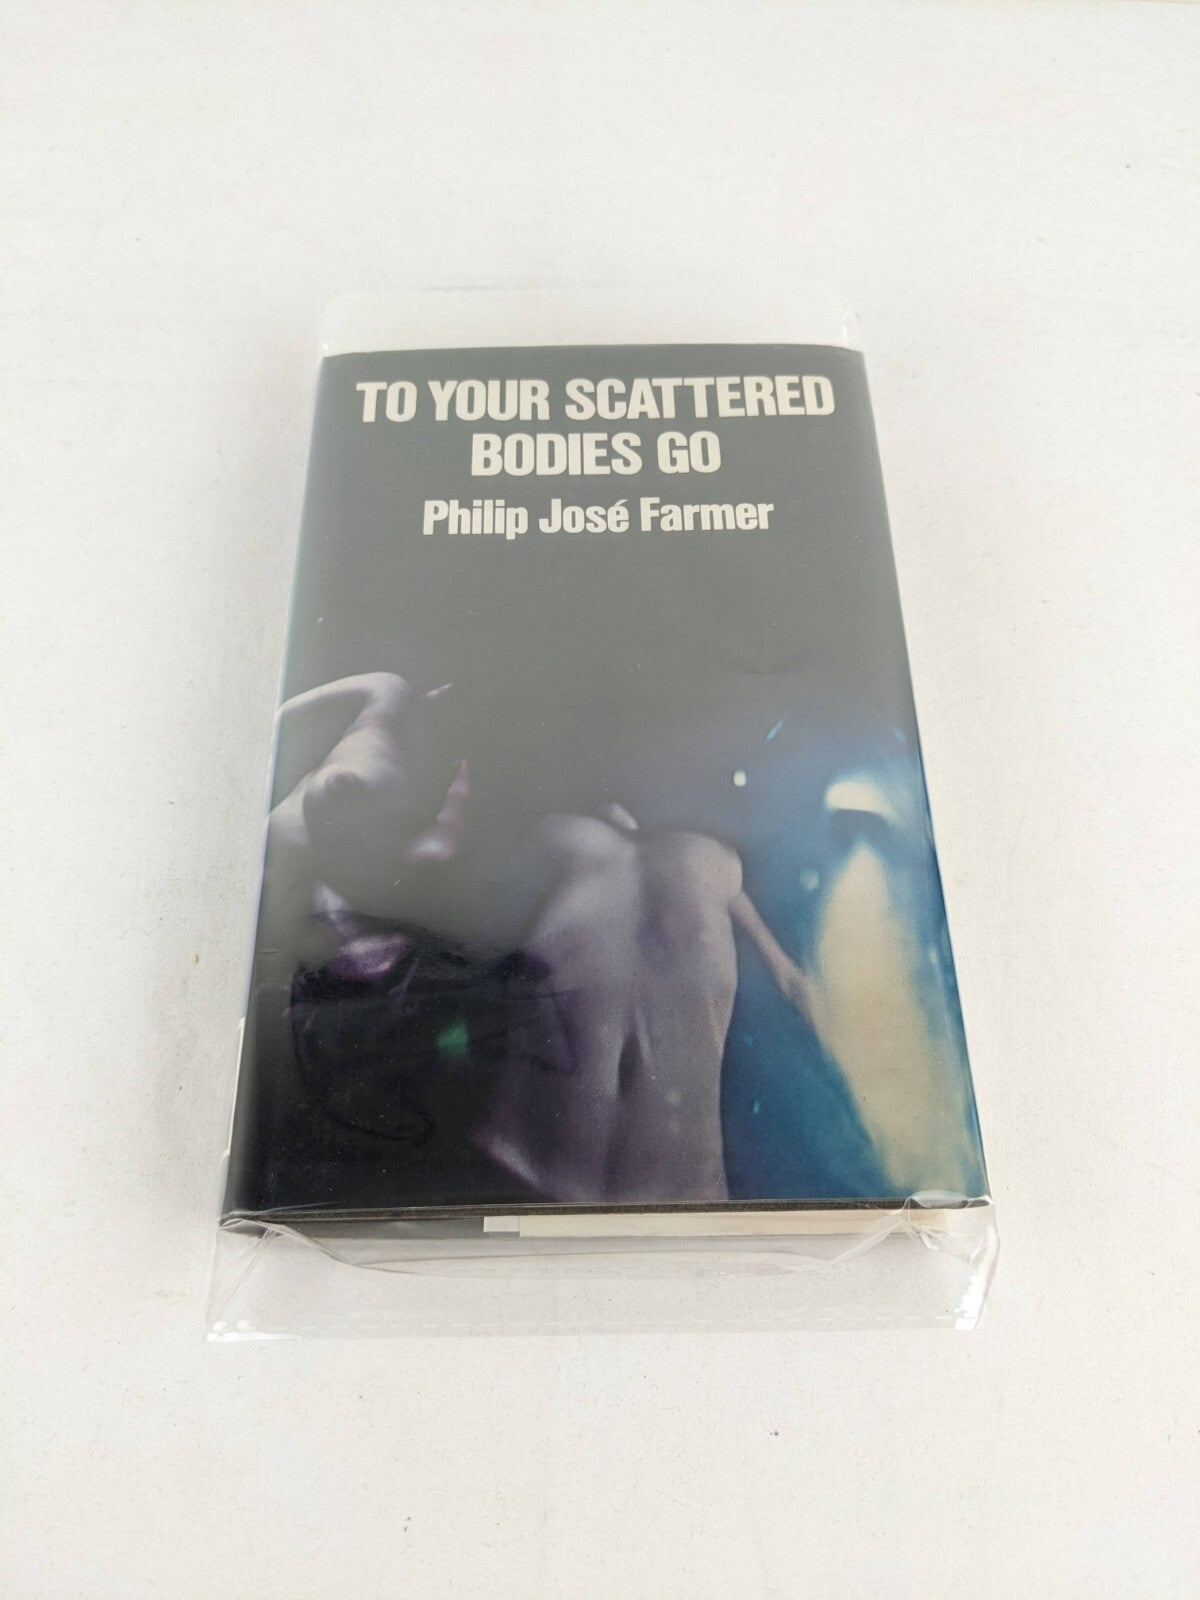 TO YOUR SCATTERED
BODIES GO
Philip José Farmer